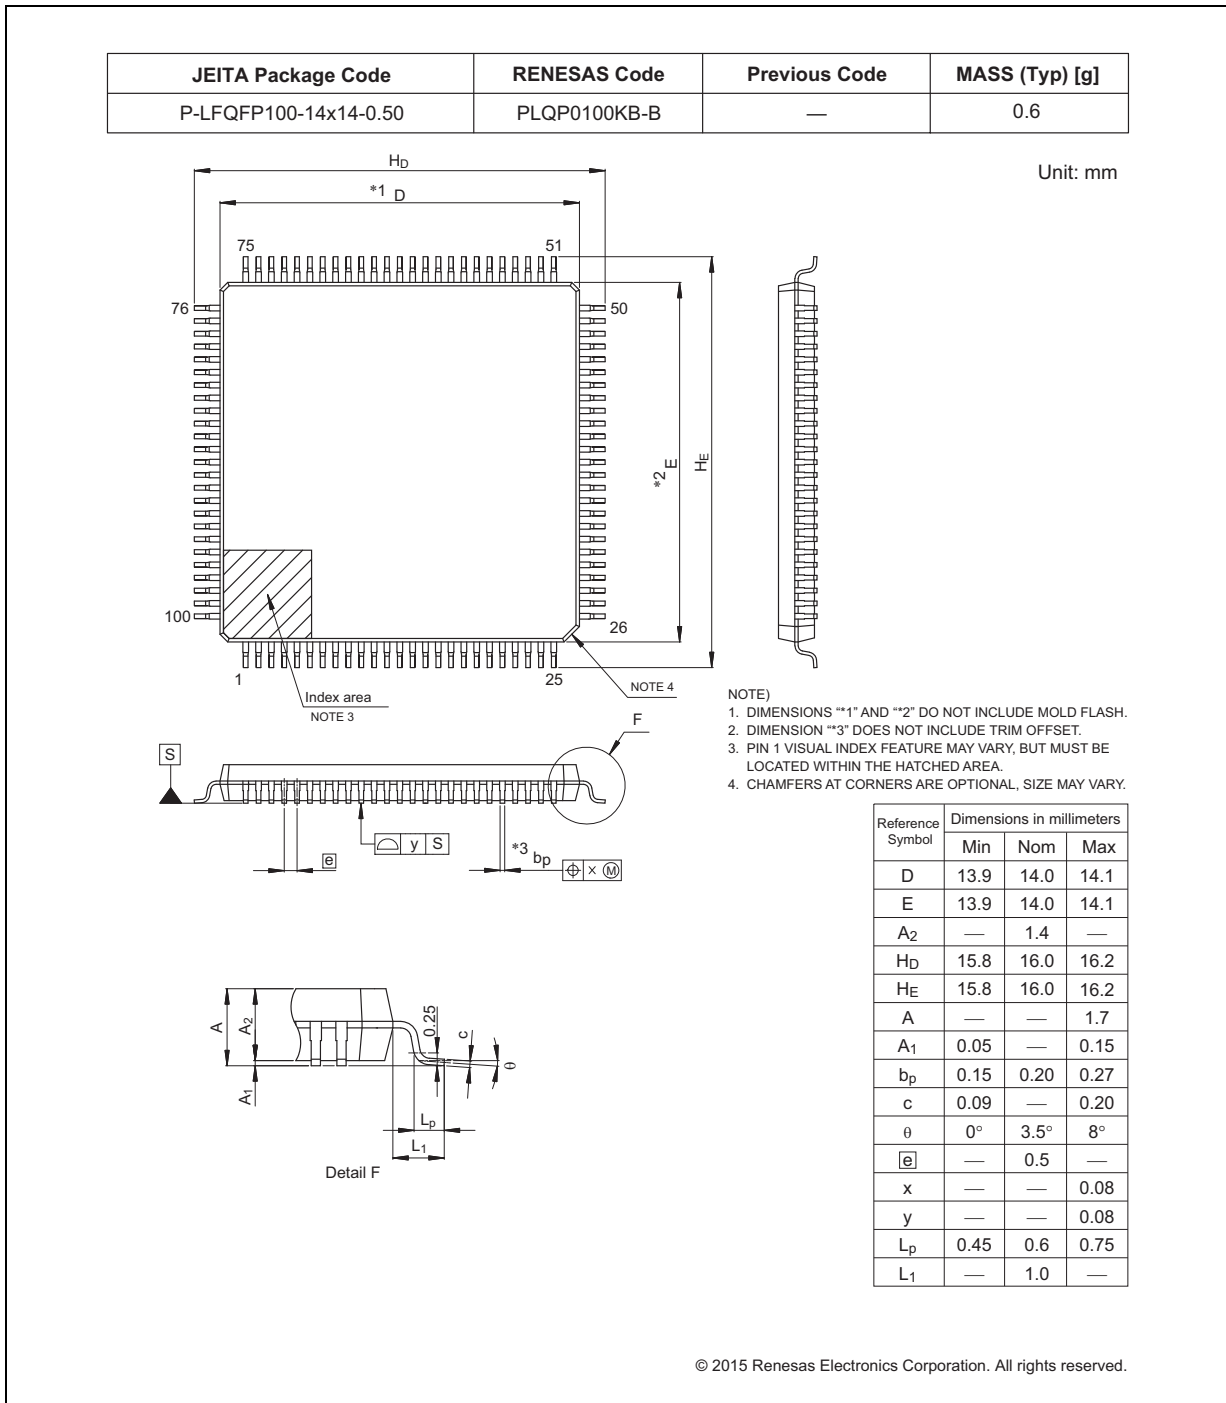 JEITA Package Code RENESAS Code Previous Code MASS (Typ) [g]
P-LFQFP100-14x14-0.50 PLQP0100KB-B — 0.6
Unit: mm
HD
*1 D
75 51
76 50
*2 E
HE
100 26
1 25
Index area
NOTE 3
NOTE 4
NOTE)
1. DIMENSIONS “*1” AND “*2” DO NOT INCLUDE MOLD FLASH.
2. DIMENSION “*3” DOES NOT INCLUDE TRIM OFFSET.
3. PIN 1 VISUAL INDEX FEATURE MAY VARY, BUT MUST BE
LOCATED WITHIN THE HATCHED AREA.
4. CHAMFERS AT CORNERS ARE OPTIONAL, SIZE MAY VARY.
F
S
y S
e
*3 bp
× Ⓜ
A
A2
A1
0.25
c
θ
Lp
L1
Detail F
Reference Symbol Dimensions in millimeters
Min Nom Max
D 13.9 14.0 14.1
E 13.9 14.0 14.1
A2 — 1.4 —
HD 15.8 16.0 16.2
HE 15.8 16.0 16.2
A — — 1.7
A1 0.05 — 0.15
bp 0.15 0.20 0.27
c 0.09 — 0.20
θ 0° 3.5° 8°
e — 0.5 —
x — — 0.08
y — — 0.08
Lp 0.45 0.6 0.75
L1 — 1.0 —
© 2015 Renesas Electronics Corporation. All rights reserved.